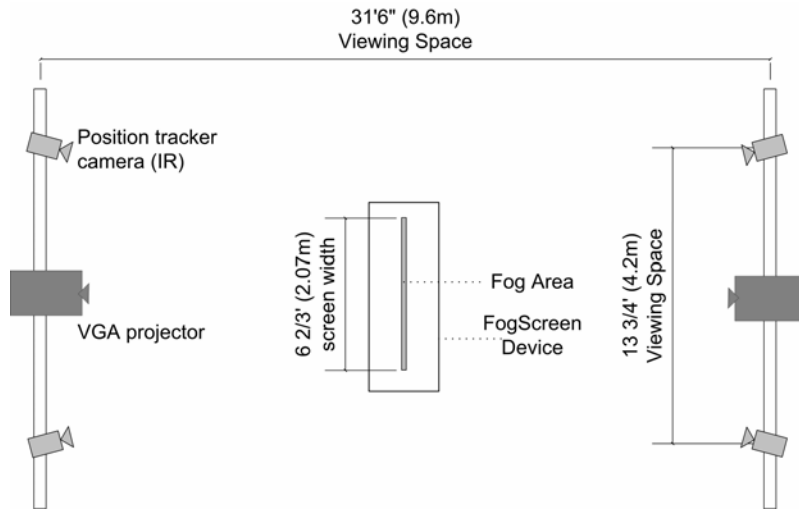 31'6" (9.6m)
Viewing Space
Position tracker
camera (IR)
6 2/3' (2.07m)
screen width
Fog Area
FogScreen
Device
13 3/4' (4.2m)
Viewing Space
VGA projector